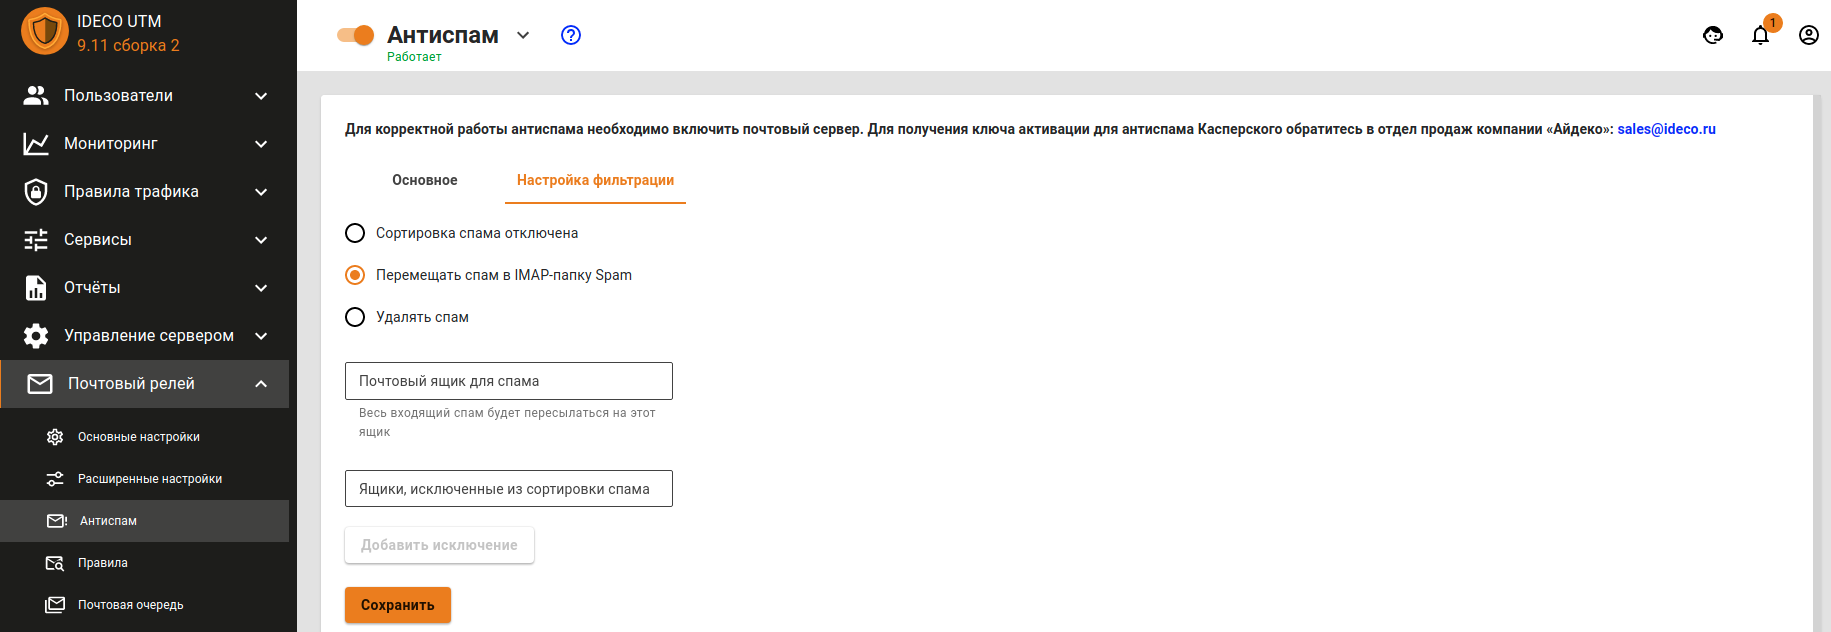 IDECO UTM
9.11 сборка 2
Пользователи
Мониторинг
Правила трафика
Сервисы
Отчёты
Управление сервером
Почтовый релей
Основные настройки
Расширенные настройки
Антиспам
Правила
Почтовая очередь
Антиспам
Работает
1
Для корректной работы антиспама необходимо включить почтовый сервер. Для получения ключа активации для антиспама Касперского обратитесь в отдел продаж компании «Айдеко»: sales@ideco.ru
Основное
Настройка фильтрации
Сортировка спама отключена
Перемещать спам в IMAP-папку Spam
Удалять спам
Почтовый ящик для спама
Весь входящий спам будет пересылаться на этот
ящик
Ящики, исключенные из сортировки спама
Добавить исключение
Сохранить